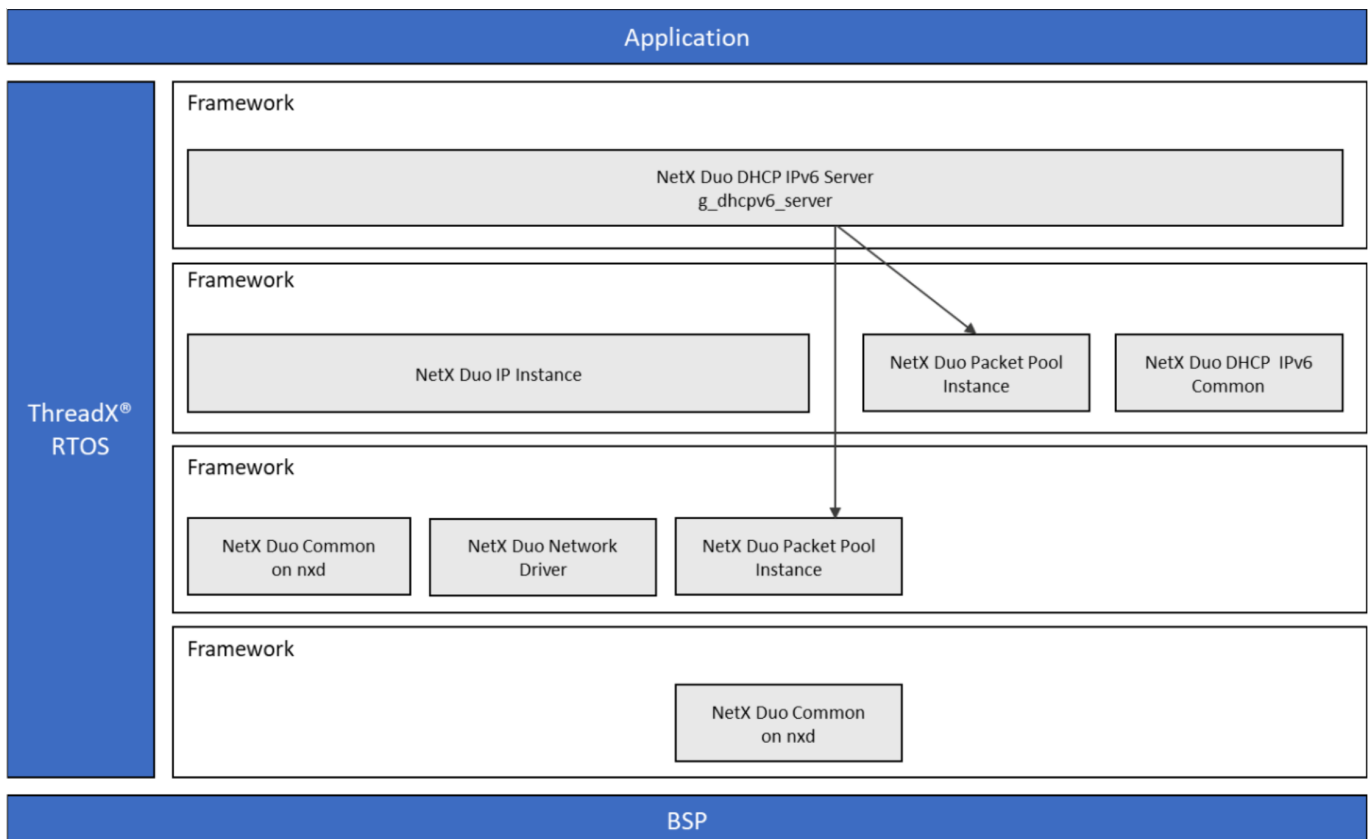 Application
ThreadX®
RTOS
Framework
NetX Duo DHCP IPv6 Server
g_dhcpv6_server
Framework
NetX Duo IP Instance
NetX Duo Packet Pool
Instance
NetX Duo DHCP IPv6
Common
Framework
NetX Duo Common
on nxd
NetX Duo Network
Driver
NetX Duo Packet Pool
Instance
Framework
NetX Duo Common
on nxd
BSP